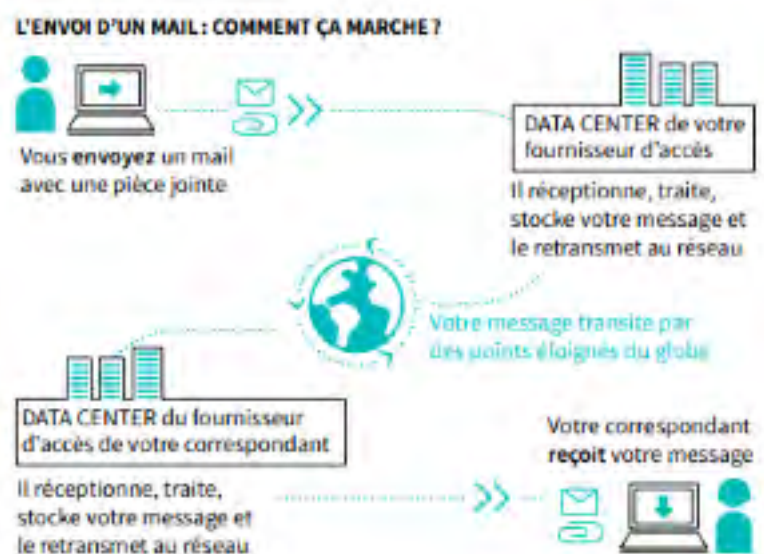 L'ENVOI D'UN MAIL : COMMENT ÇA MARCHE ?
Vous envoyez un mail
avec une pièce jointe
DATA CENTER de votre
fournisseur d'accès
Il réceptionne, traite,
stocke votre message et
le retransmet au réseau
Votre message transite par
des points éloignés du globe
DATA CENTER du fournisseur
d'accès de votre correspondant
Il réceptionne, traite,
stocke votre message et
le retransmet au réseau
Votre correspondant
reçoit votre message